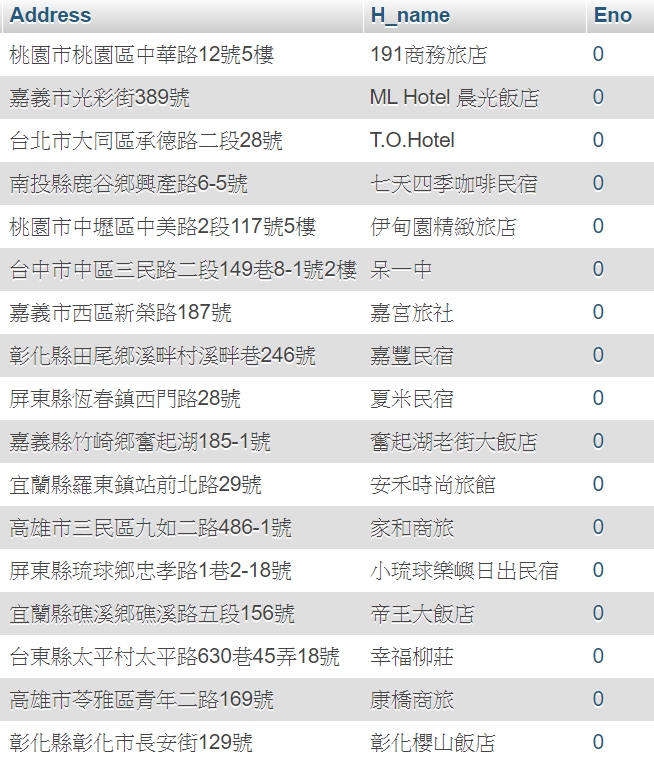 Address H_name Eno
桃園市桃園區中華路12號5樓 191商務旅店 0
嘉義市光彩街389號 ML Hotel 晨光飯店 0
台北市大同區承德路二段28號 T.O.Hotel 0
南投縣鹿谷鄉興產路6-5號 七天四季咖啡民宿 0
桃園市中壢區中美路2段117號5樓 伊甸園精緻旅店 0
台中市中區三民路二段149巷8-1號2樓 呆一中 0
嘉義市西區新榮路187號 嘉宮旅社 0
彰化縣田尾鄉溪畔村溪畔巷246號 嘉豐民宿 0
屏東縣恆春鎮西門路28號 夏米民宿 0
嘉義縣竹崎鄉奮起湖185-1號 奮起湖老街大飯店 0
宜蘭縣羅東鎮站前北路29號 安禾時尚旅館 0
高雄市三民區九如二路486-1號 家和商旅 0
屏東縣琉球鄉忠孝路1巷2-18號 小琉球樂嶼日出民宿 0
宜蘭縣礁溪鄉礁溪路五段156號 帝王大飯店 0
台東縣太平村太平路630巷45弄18號 幸福柳莊 0
高雄市苓雅區青年二路169號 康橋商旅 0
彰化縣彰化市長安街129號 彰化櫻山飯店 0